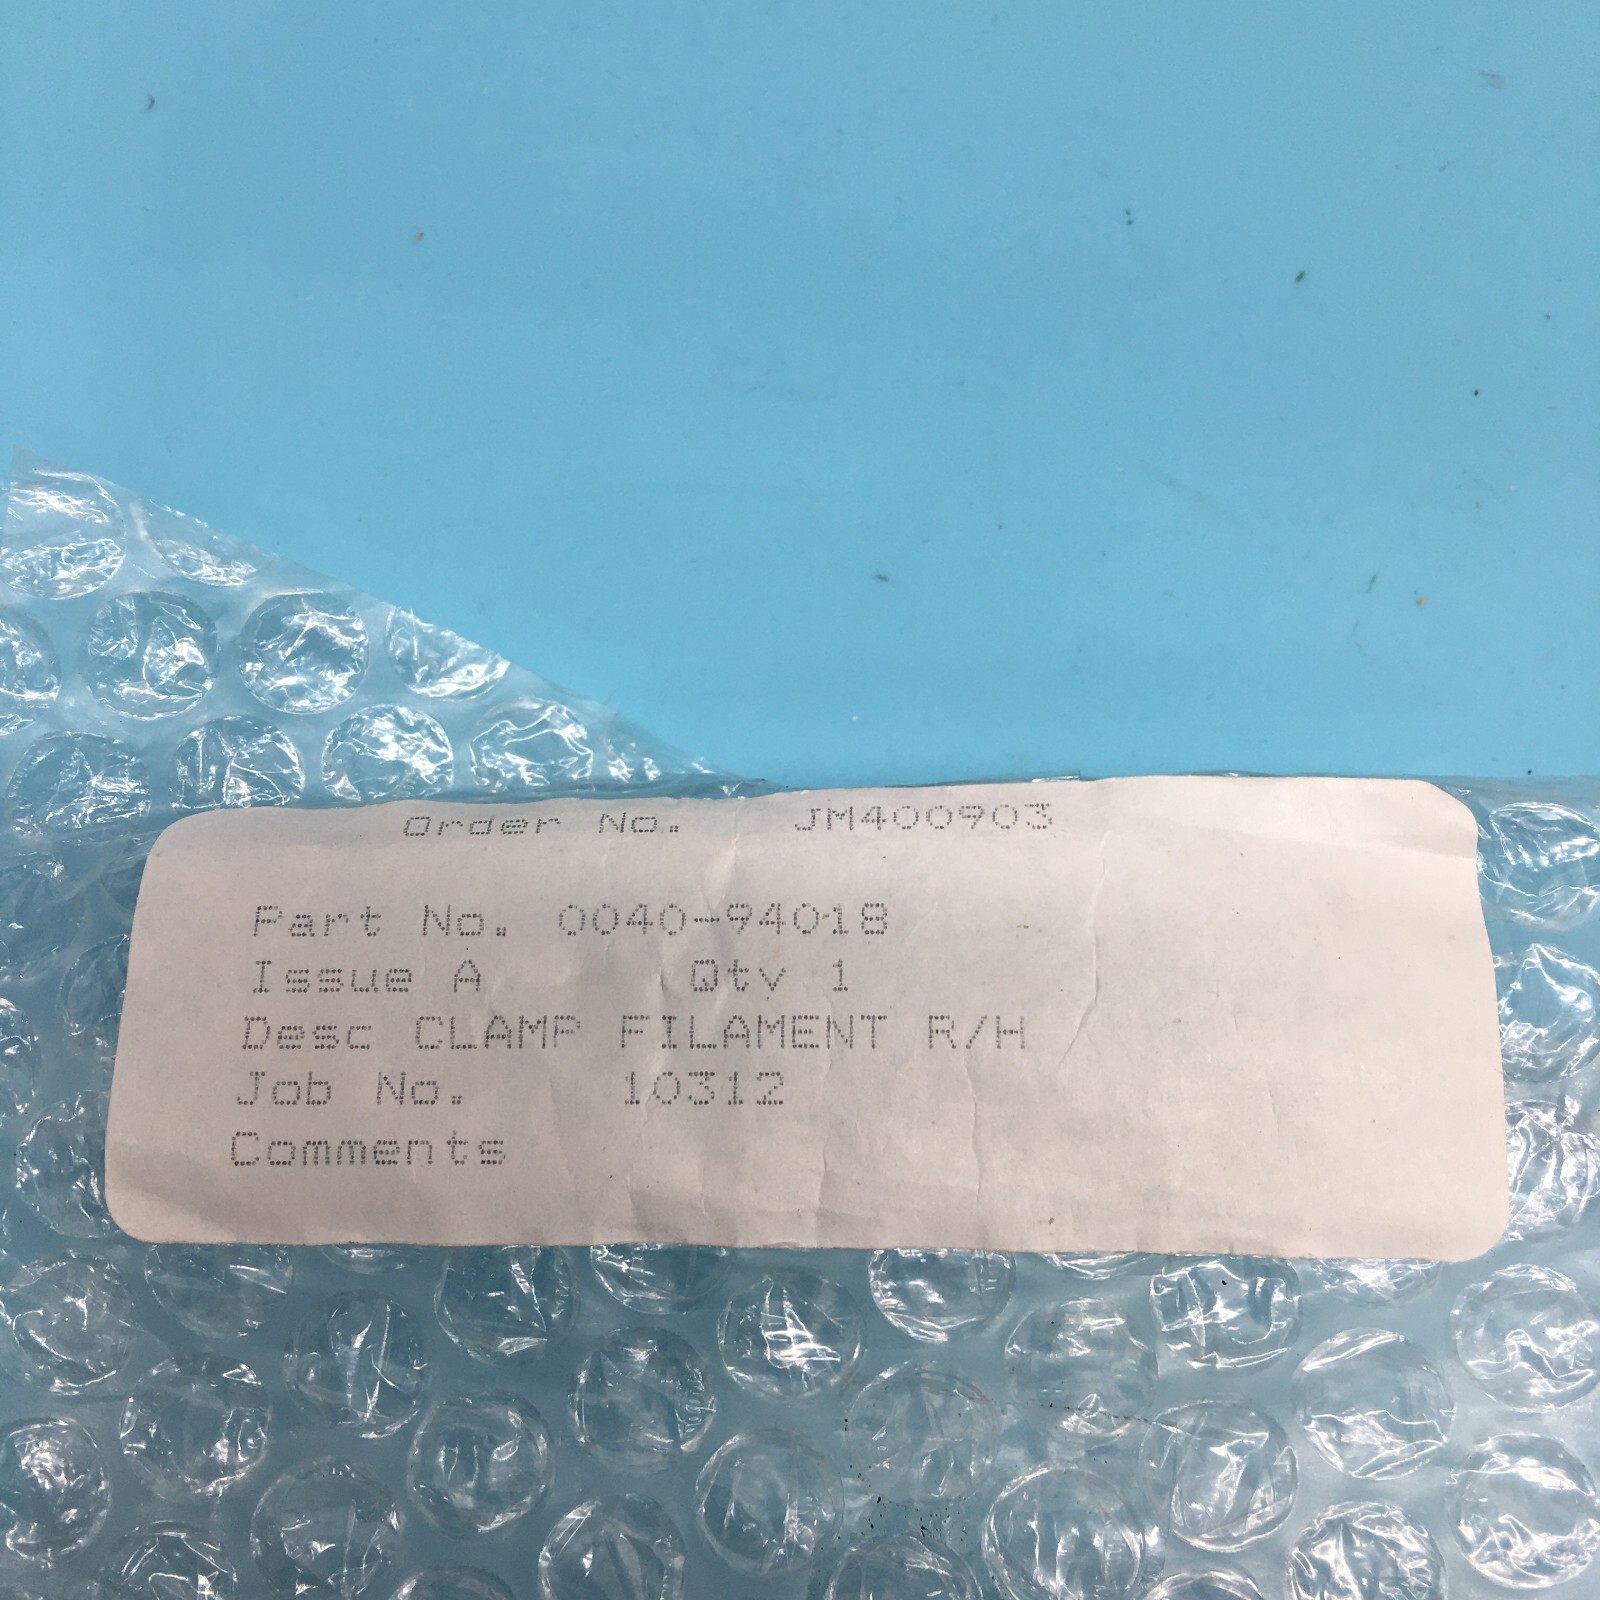 Order No. JM400903
Part No. 0040-94018
Issue A Qty 1
Desc CLAMP FILAMENT R/H
Job No. 10312
Comments